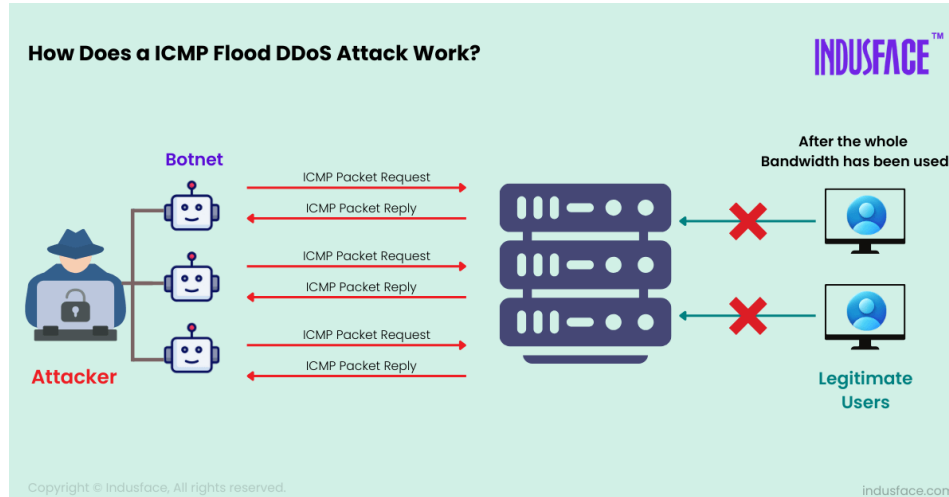 How Does a ICMP Flood DDoS Attack Work?
INDUSFACE™
After the whole
Bandwidth has been used
Botnet
ICMP Packet Request
ICMP Packet Reply
ICMP Packet Request
ICMP Packet Reply
ICMP Packet Request
ICMP Packet Reply
Attacker
Legitimate
Users
Copyright © Indusface, All rights reserved.
indusface.com